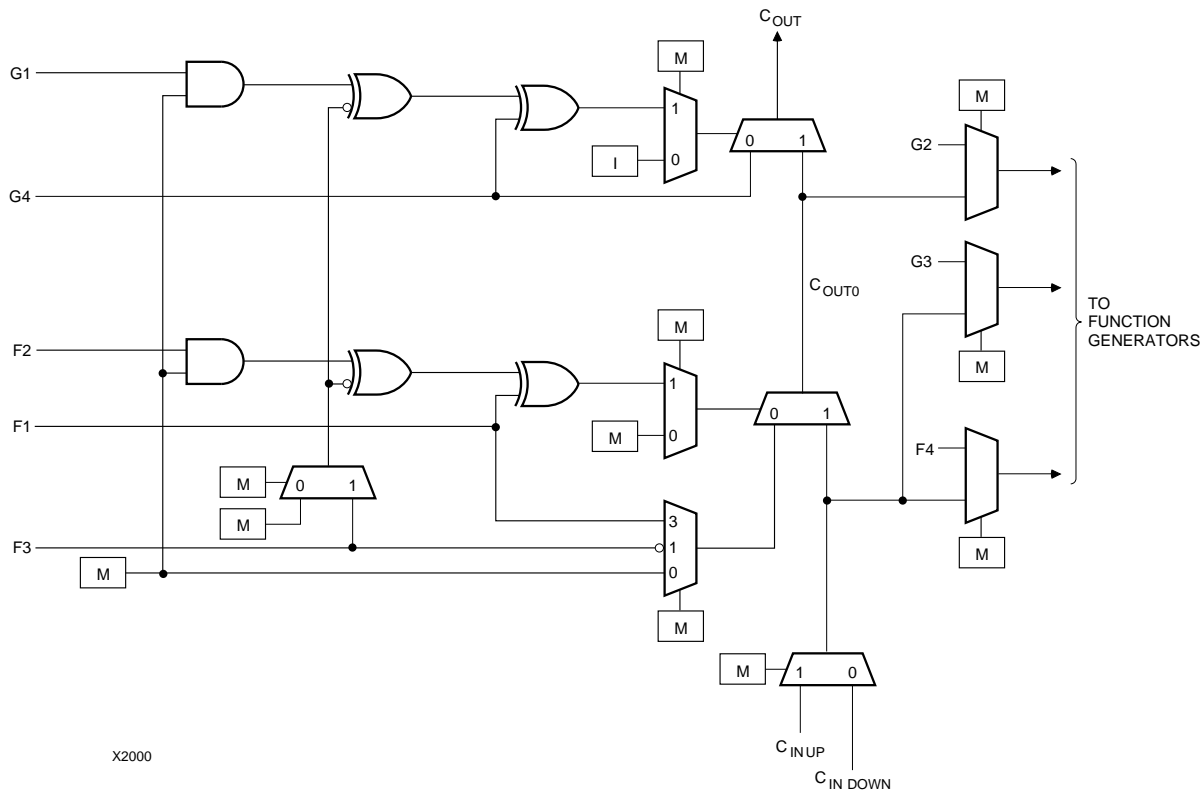 C OUT
M
M
G1
1
G2
0 1
I
0
G4
G3
C OUT0
TO
FUNCTION
GENERATORS
M
M
F2
1
0 1
F1
M
0
F4
M
0 1
M
3
F3
1
M
0
M
M
M
1 0
C IN UP
X2000
C IN DOWN